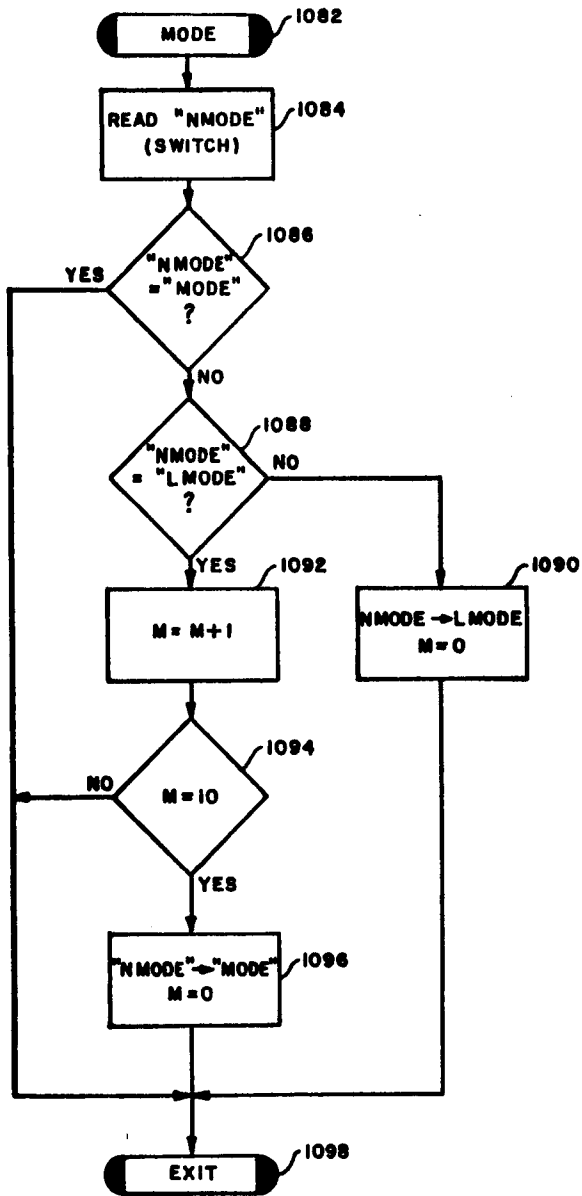 MODE
1082
READ "NMODE"
(SWITCH)
1084
1086
"NMODE"
="MODE"
?
YES
NO
1088
"NMODE"
= "LMODE"
?
NO
YES
1092
M = M+1
1090
NMODE→LMODE
M=0
1094
M=10
NO
YES
"NMODE"→"MODE"
M=0
1096
EXIT
1098